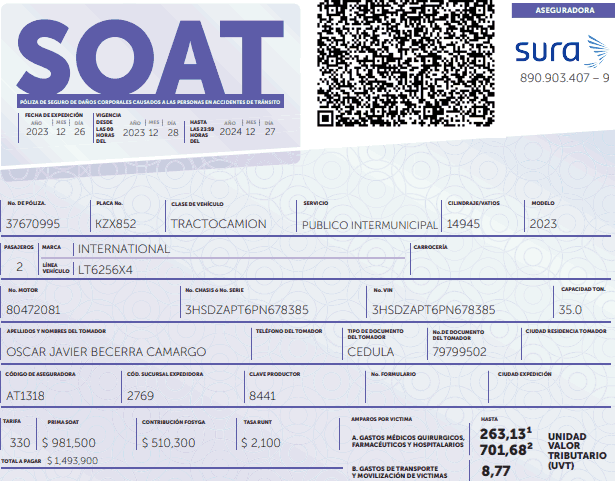 ASEGURADORA
SOAT
sura
890.903.407 – 9
PÓLIZA DE SEGURO DE DAÑOS CORPORALES CAUSADOS A LAS PERSONAS EN ACCIDENTES DE TRÁNSITO
FECHA DE EXPEDICIÓN
AÑO MES DÍA
2023 12 26
VIGENCIA
DESDE LAS 00 HORAS DEL
AÑO MES DÍA
2023 12 28
HASTA LAS 23:59 HORAS DEL
AÑO MES DÍA
2024 12 27
No. DE PÓLIZA. PLACA No. CLASE DE VEHÍCULO SERVICIO CILINDRAJE/VATIOS MODELO
37670995 KZX852 TRACTOCAMION PUBLICO INTERMUNICIPAL 14945 2023
PASAJEROS MARCA INTERNATIONAL CARROCERÍA
2 LÍNEA VEHÍCULO LT6256X4
No. MOTOR No. CHASIS ó No. SERIE No. VIN CAPACIDAD TON.
80472081 3HSDZAPT6PN678385 3HSDZAPT6PN678385 35.0
APELLIDOS Y NOMBRES DEL TOMADOR TELÉFONO DEL TOMADOR TIPO DE DOCUMENTO DEL TOMADOR No.DE DOCUMENTO DEL TOMADOR CIUDAD RESIDENCIA TOMADOR
OSCAR JAVIER BECERRA CAMARGO CEDULA 79799502
CÓDIGO DE ASEGURADORA CÓD. SUCURSAL EXPEDIDORA CLAVE PRODUCTOR No. FORMULARIO CIUDAD EXPEDICIÓN
AT1318 2769 8441
TARIFA PRIMA SOAT CONTRIBUCIÓN FOSYGA TASA RUNT AMPAROS POR VICTIMA HASTA
330 $ 981,500 $ 510,300 $ 2,100
TOTAL A PAGAR $ 1,493,900
A. GASTOS MÉDICOS QUIRURGICOS, FARMACÉUTICOS Y HOSPITALARIOS
263,13¹
701,68²
B. GASTOS DE TRANSPORTE Y MOVILIZACIÓN DE VICTIMAS
8,77
UNIDAD VALOR TRIBUTARIO (UVT)